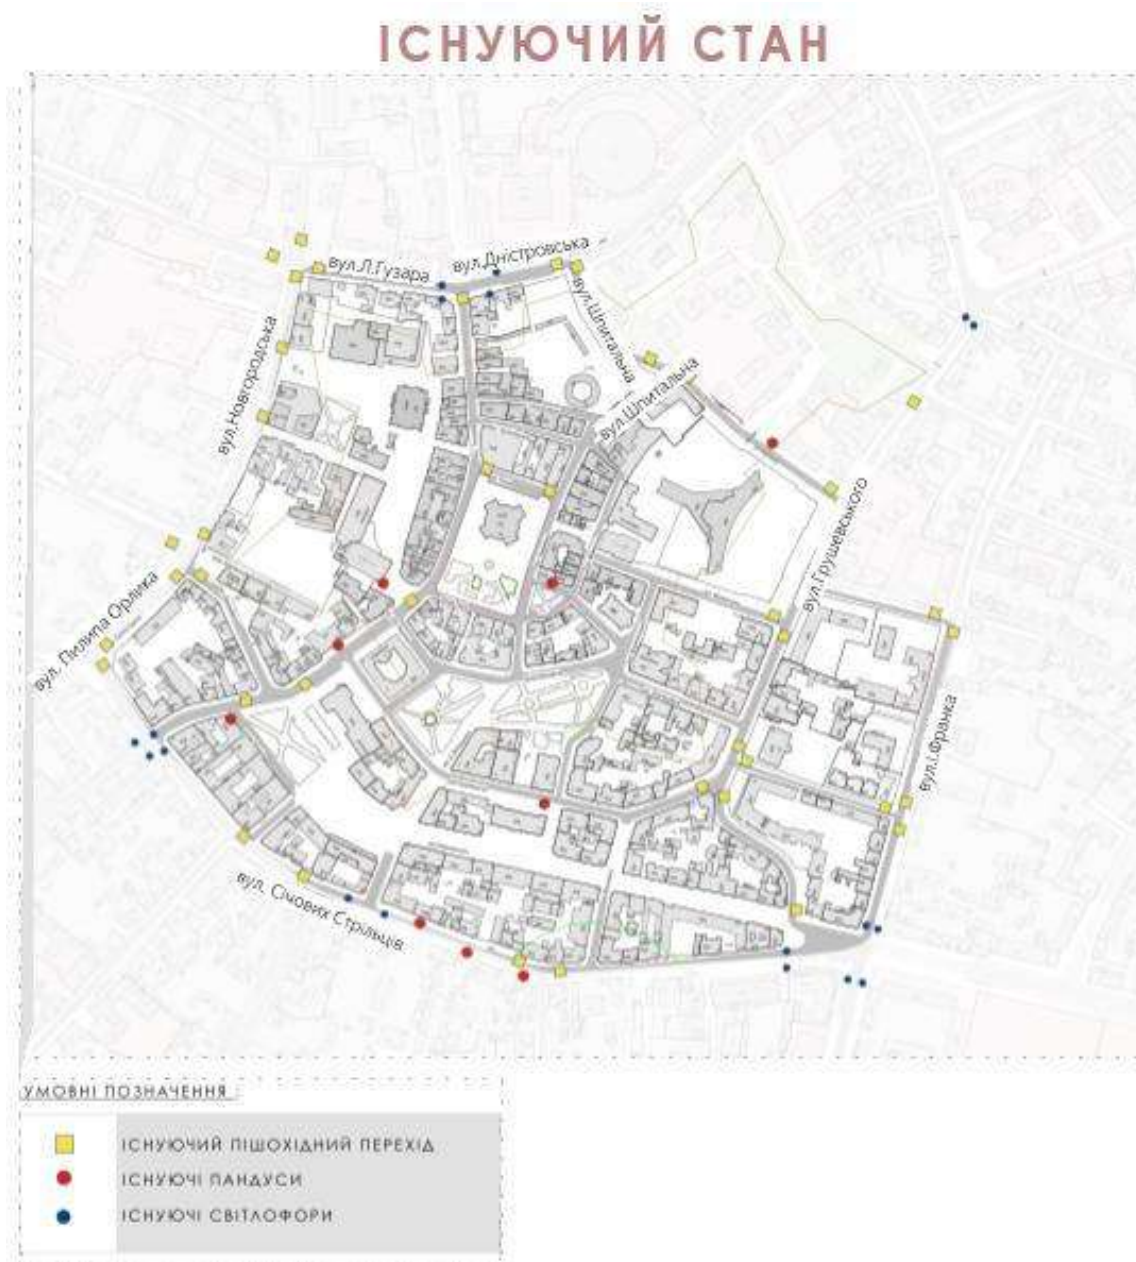 ІСНУЮЧИЙ СТАН
вул.Л.Гузара
вул.Дністровська
вул.Шпитальна
вул.Новгородська
вул.Шпитальна
вул.Грушевського
вул. Пилипа Орлика
вул.І.Франка
вул. Січових Стрільців
УМОВНІ ПОЗНАЧЕННЯ
ІСНУЮЧИЙ ПІШОХІДНИЙ ПЕРЕХІД
ІСНУЮЧІ ПАНДУСИ
ІСНУЮЧІ СВІТЛОФОРИ